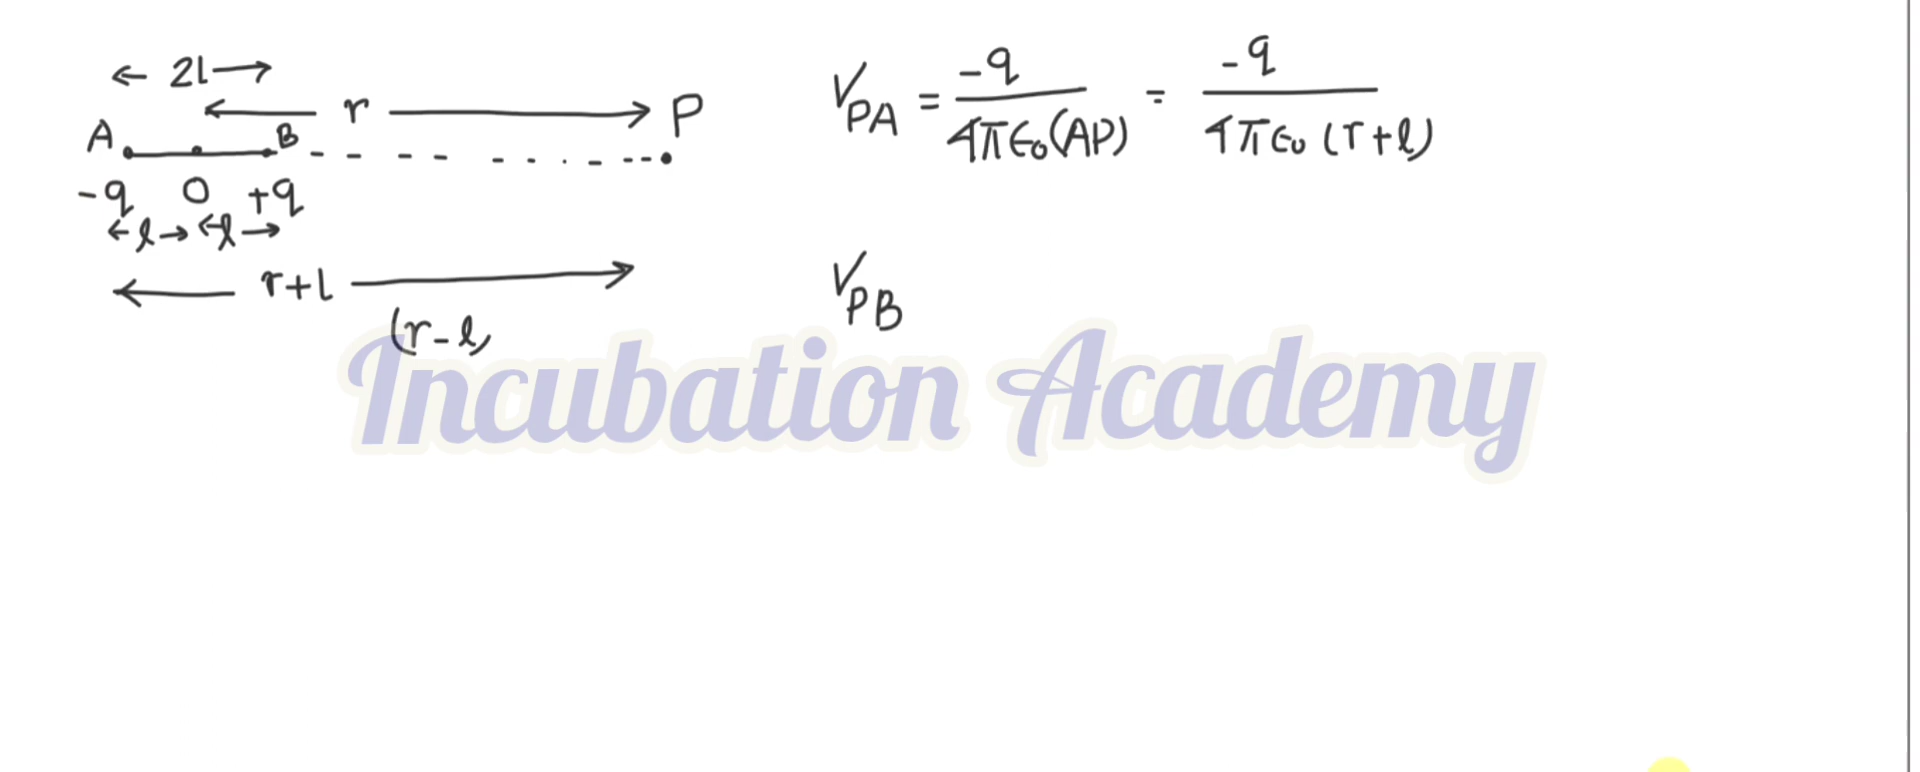 2l
r
P
A
B
-q O +q
l l
r+l
(r-l)
V_PA = -q / 4πε₀(AP) = -q / 4πε₀(r+l)
V_PB
Incubation Academy